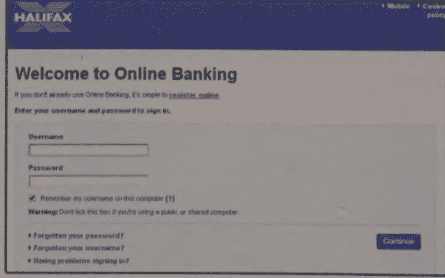 HALIFAX
Mobile
Cookie policy
Welcome to Online Banking
If you don't already use Online Banking, it's simple to register online.
Enter your username and password to sign in.
Username
Password
Remember my username on this computer [?]
Warning: Don't tick this box if you're using a public or shared computer
Forgotten your password?
Forgotten your username?
Having problems signing in?
Continue